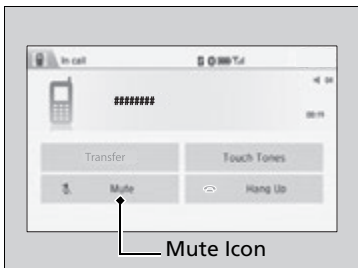 In call
########
Transfer
Touch Tones
Mute
Hang Up
Mute Icon